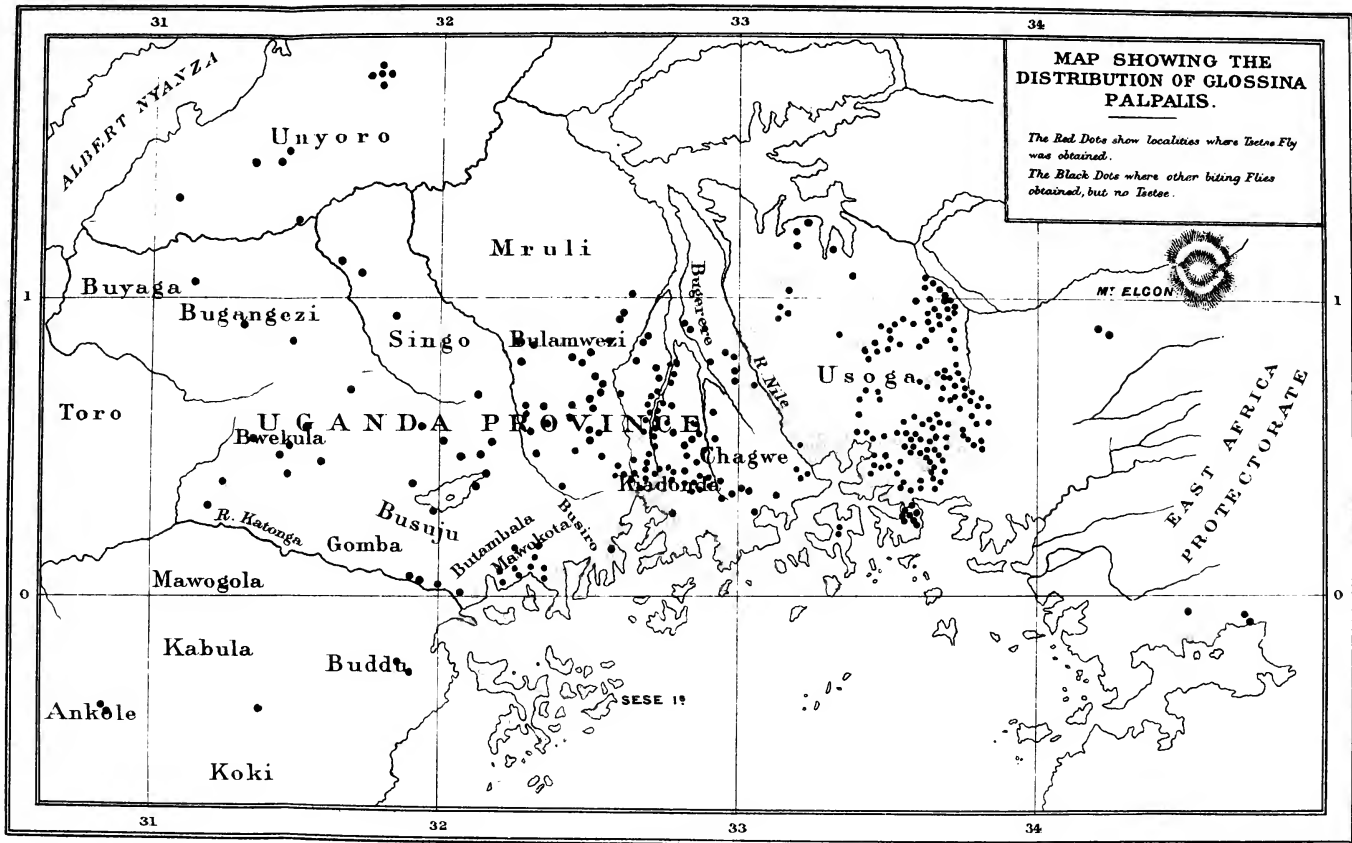 31 32 33 34
MAP SHOWING THE
DISTRIBUTION OF GLOSSINA
PALPALIS.
The Red Dots show localities where Tsetse Fly
was obtained.
The Black Dots where other biting Flies
obtained, but no Tsetse.
ALBERT NYANZA
Unyoro
Mruli
Bugerere
MT ELGON
Buyaga
1 1
Bugangezi
Singo
Bulamwezi
R. Nile
Usoga
Toro
UGANDA PROVINCE
Bwekula
Chagwe
Kiadonda
EAST AFRICA
PROTECTORATE
R. Katonga
Busuju
Gomba
Butambala
Mawokota
Busiro
Mawogola
0 0
Kabula
Buddu
SESE Is
Ankole
Koki
31 32 33 34